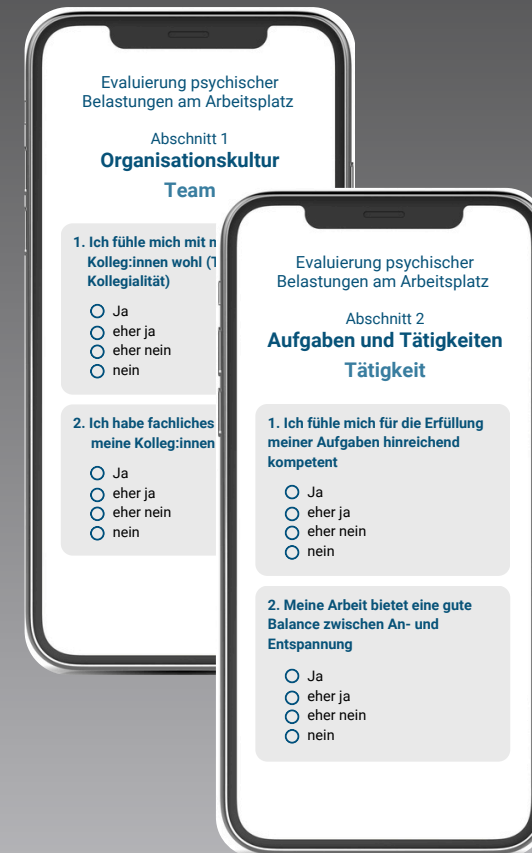 Evaluierung psychischer
Belastungen am Arbeitsplatz
Abschnitt 1
Organisationskultur
Team
1. Ich fühle mich mit
Kolleg:innen wohl
Kollegialität)
Ja
eher ja
eher nein
nein
2. Ich habe fachliches
meine Kolleg:innen
Ja
eher ja
eher nein
nein
Evaluierung psychischer
Belastungen am Arbeitsplatz
Abschnitt 2
Aufgaben und Tätigkeiten
Tätigkeit
1. Ich fühle mich für die Erfüllung
meiner Aufgaben hinreichend
kompetent
Ja
eher ja
eher nein
nein
2. Meine Arbeit bietet eine gute
Balance zwischen An- und
Entspannung
Ja
eher ja
eher nein
nein